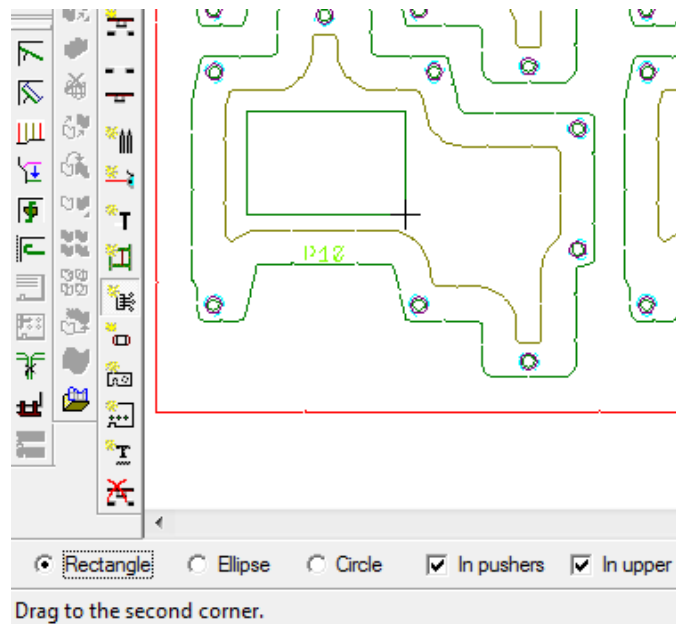 P18
Rectangle Ellipse Circle In pushers In upper
Drag to the second corner.